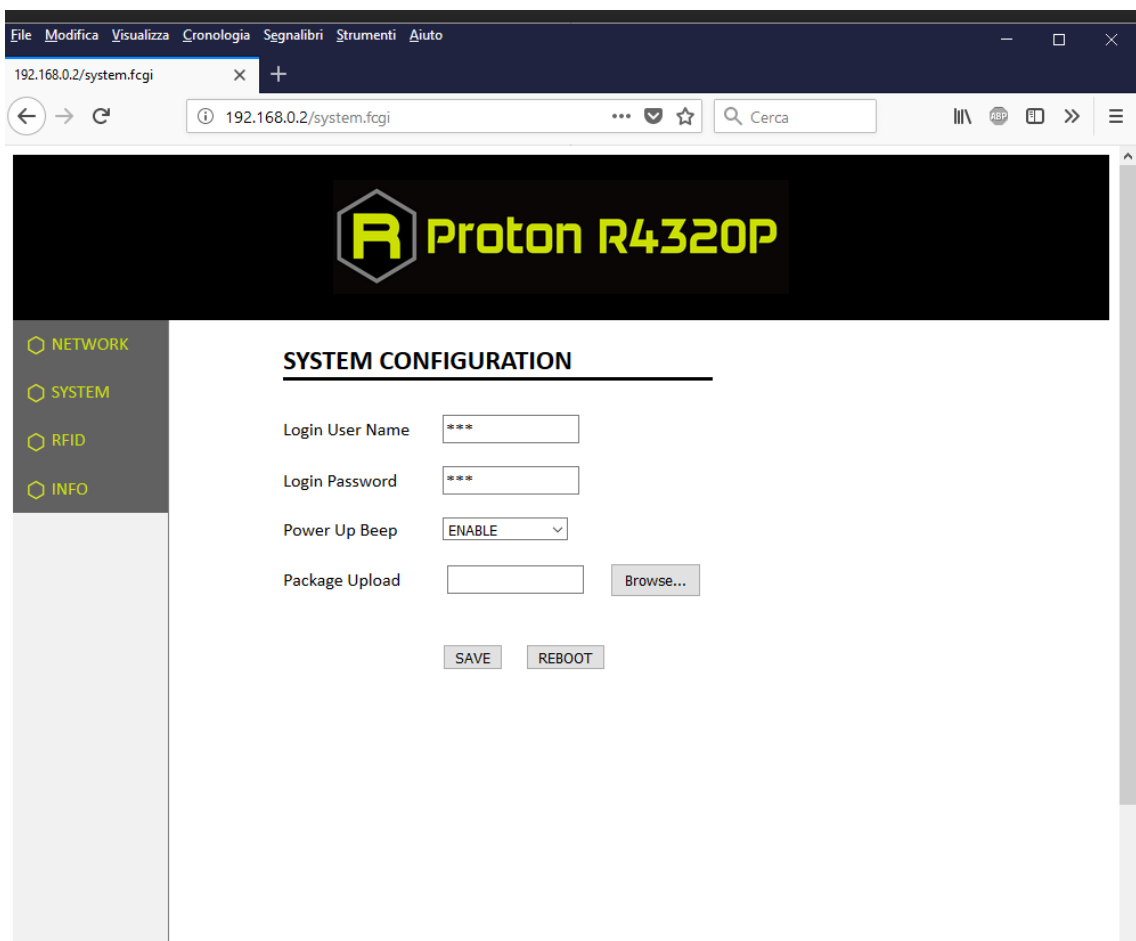 File Modifica Visualizza Cronologia Segnalibri Strumenti Aiuto
192.168.0.2/system.fcgi
192.168.0.2/system.fcgi
Cerca
ABP
R Proton R4320P
NETWORK
SYSTEM
RFID
INFO
SYSTEM CONFIGURATION
Login User Name ***
Login Password ***
Power Up Beep ENABLE
Package Upload Browse...
SAVE REBOOT